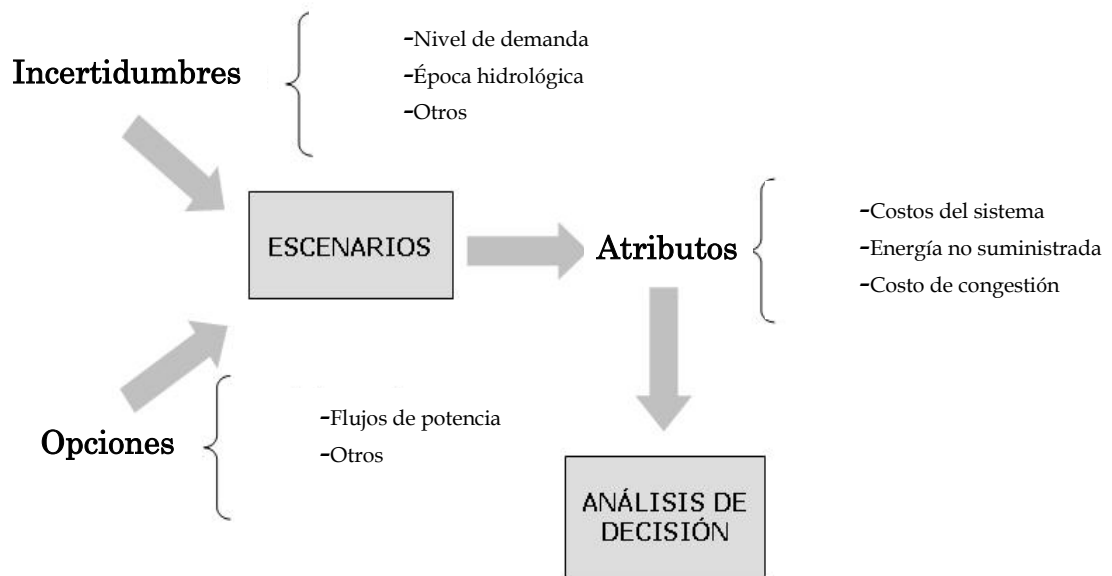 Incertidumbres
-Nivel de demanda
-Época hidrológica
-Otros
ESCENARIOS
Atributos
-Costos del sistema
-Energía no suministrada
-Costo de congestión
Opciones
-Flujos de potencia
-Otros
ANÁLISIS DE
DECISIÓN